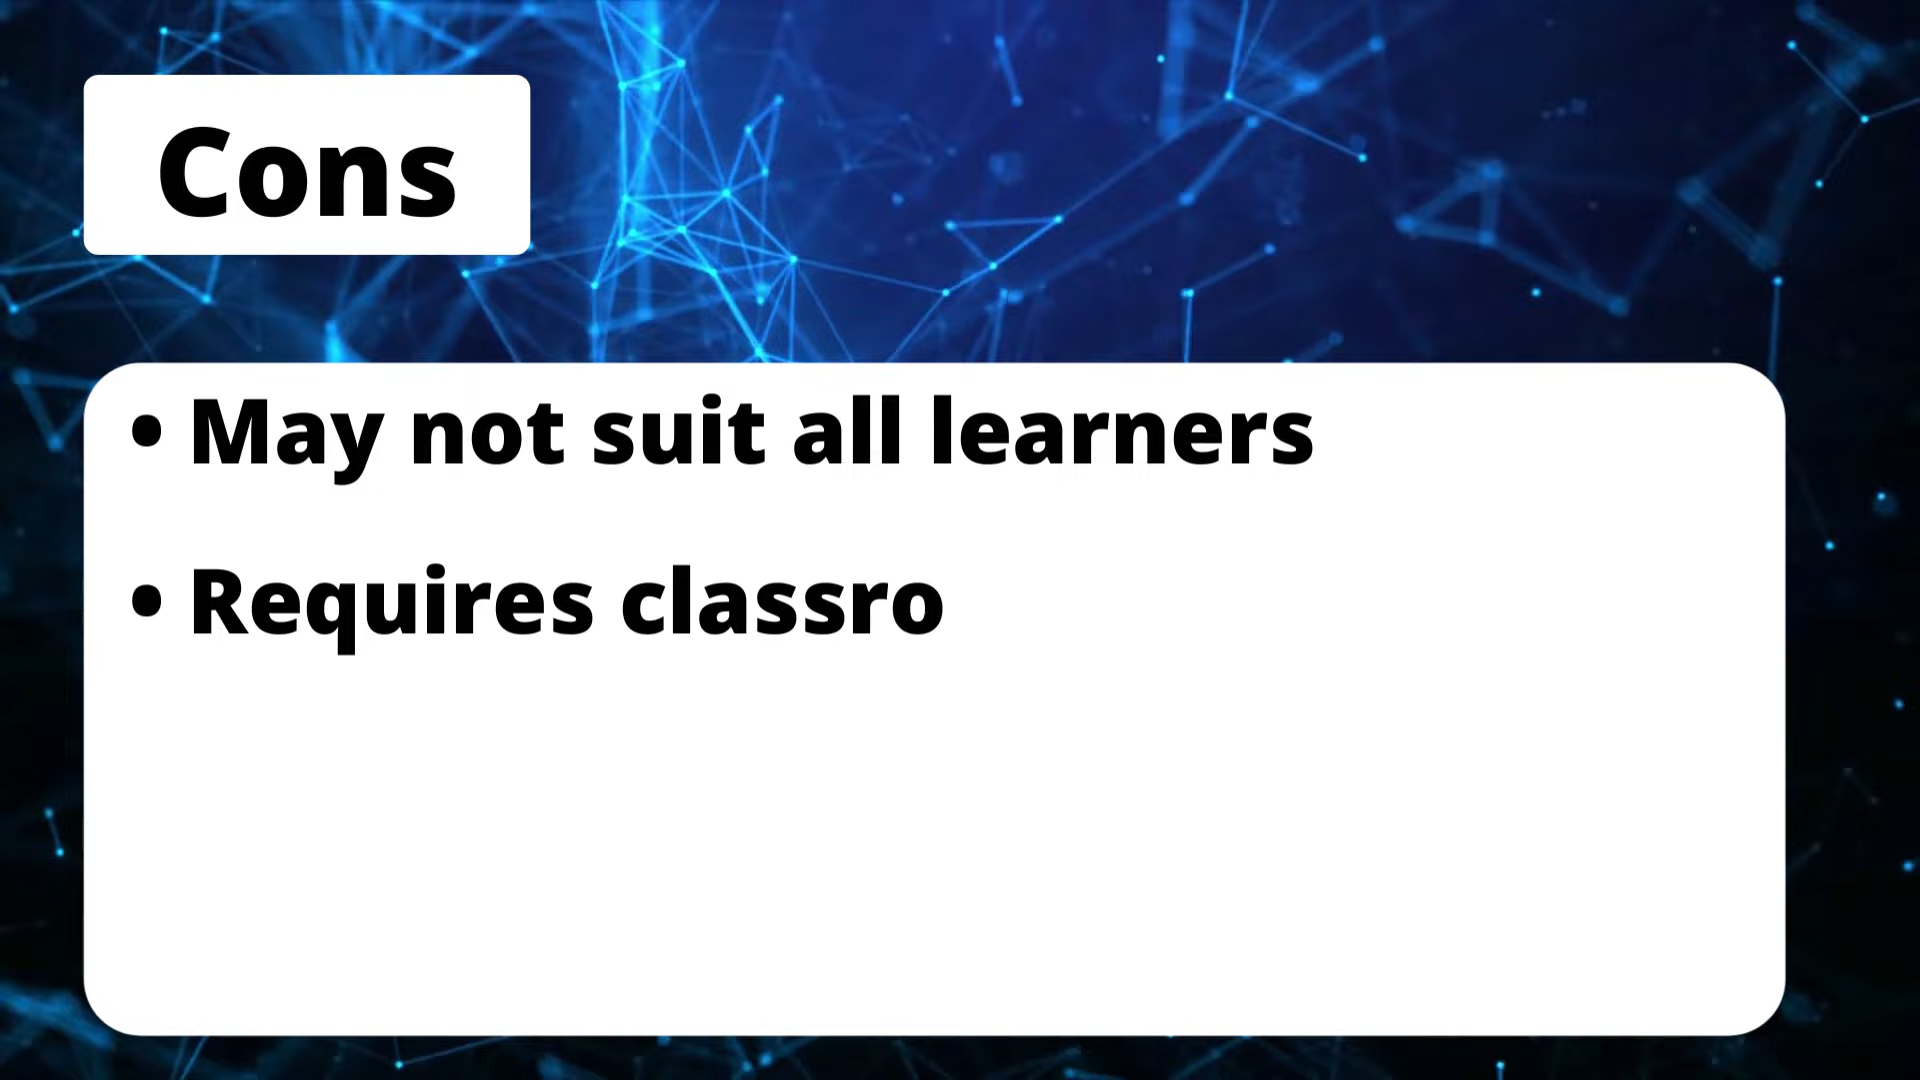 Cons
• May not suit all learners
• Requires classro